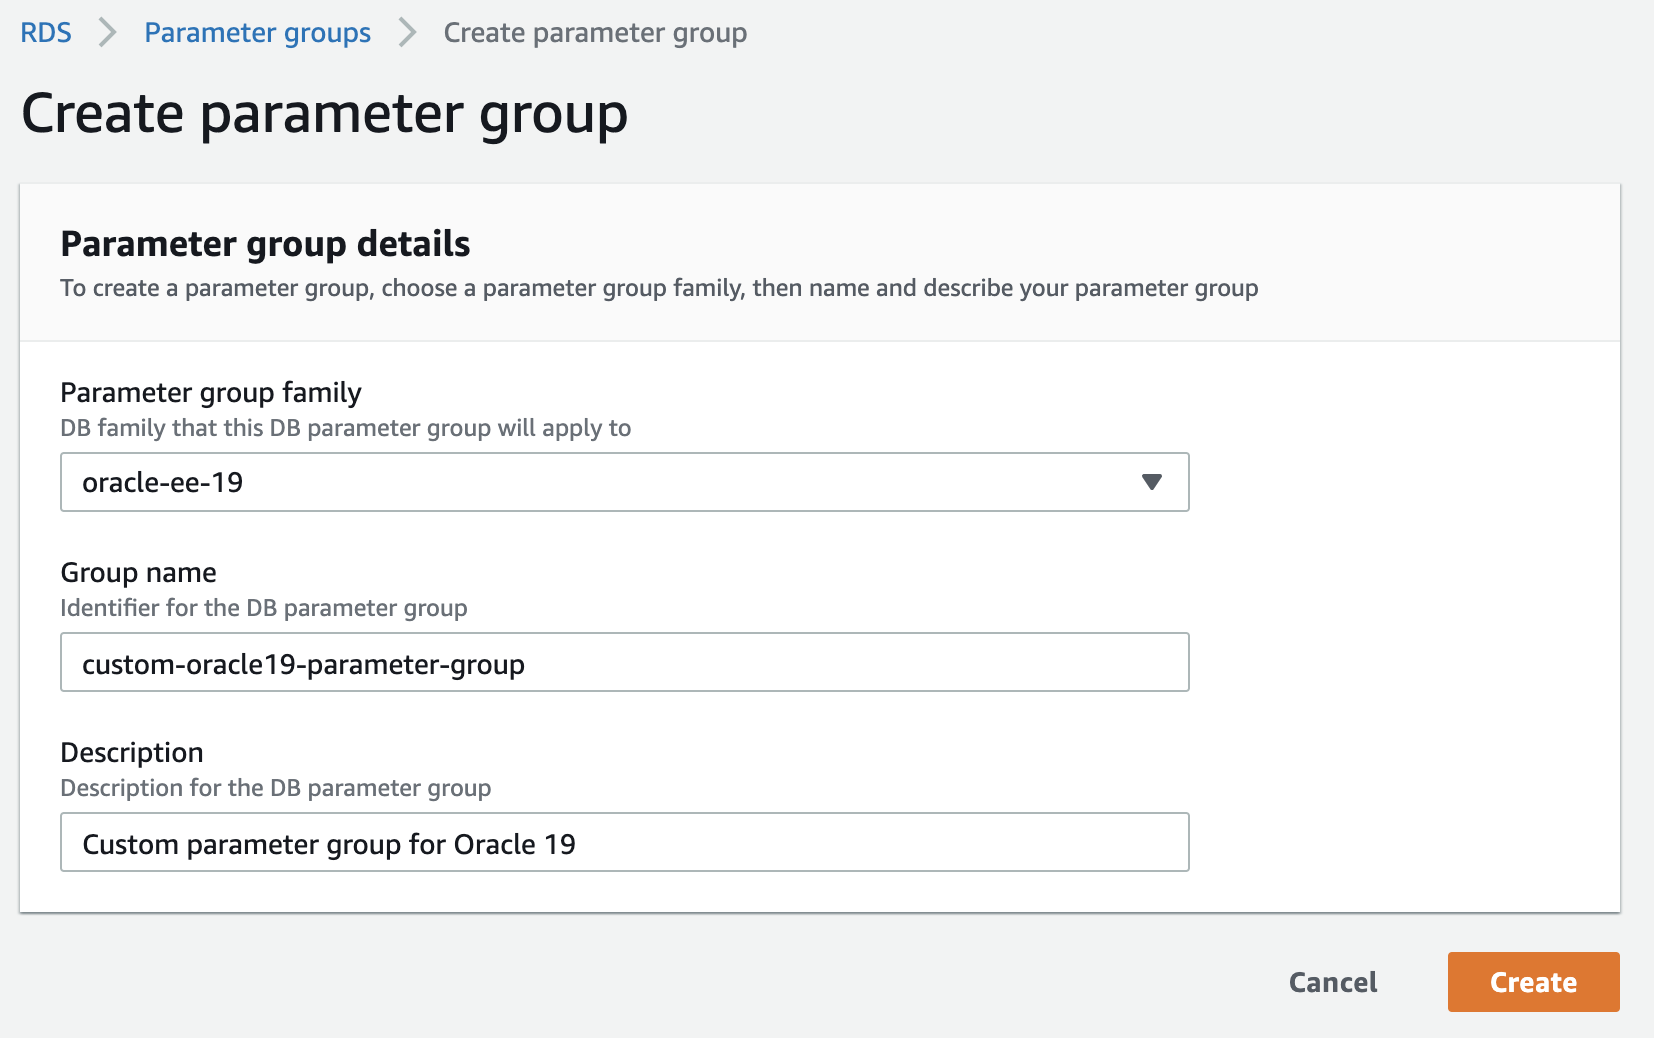 RDS > Parameter groups > Create parameter group
Create parameter group
Parameter group details
To create a parameter group, choose a parameter group family, then name and describe your parameter group
Parameter group family
DB family that this DB parameter group will apply to
oracle-ee-19
Group name
Identifier for the DB parameter group
custom-oracle19-parameter-group
Description
Description for the DB parameter group
Custom parameter group for Oracle 19
Cancel Create